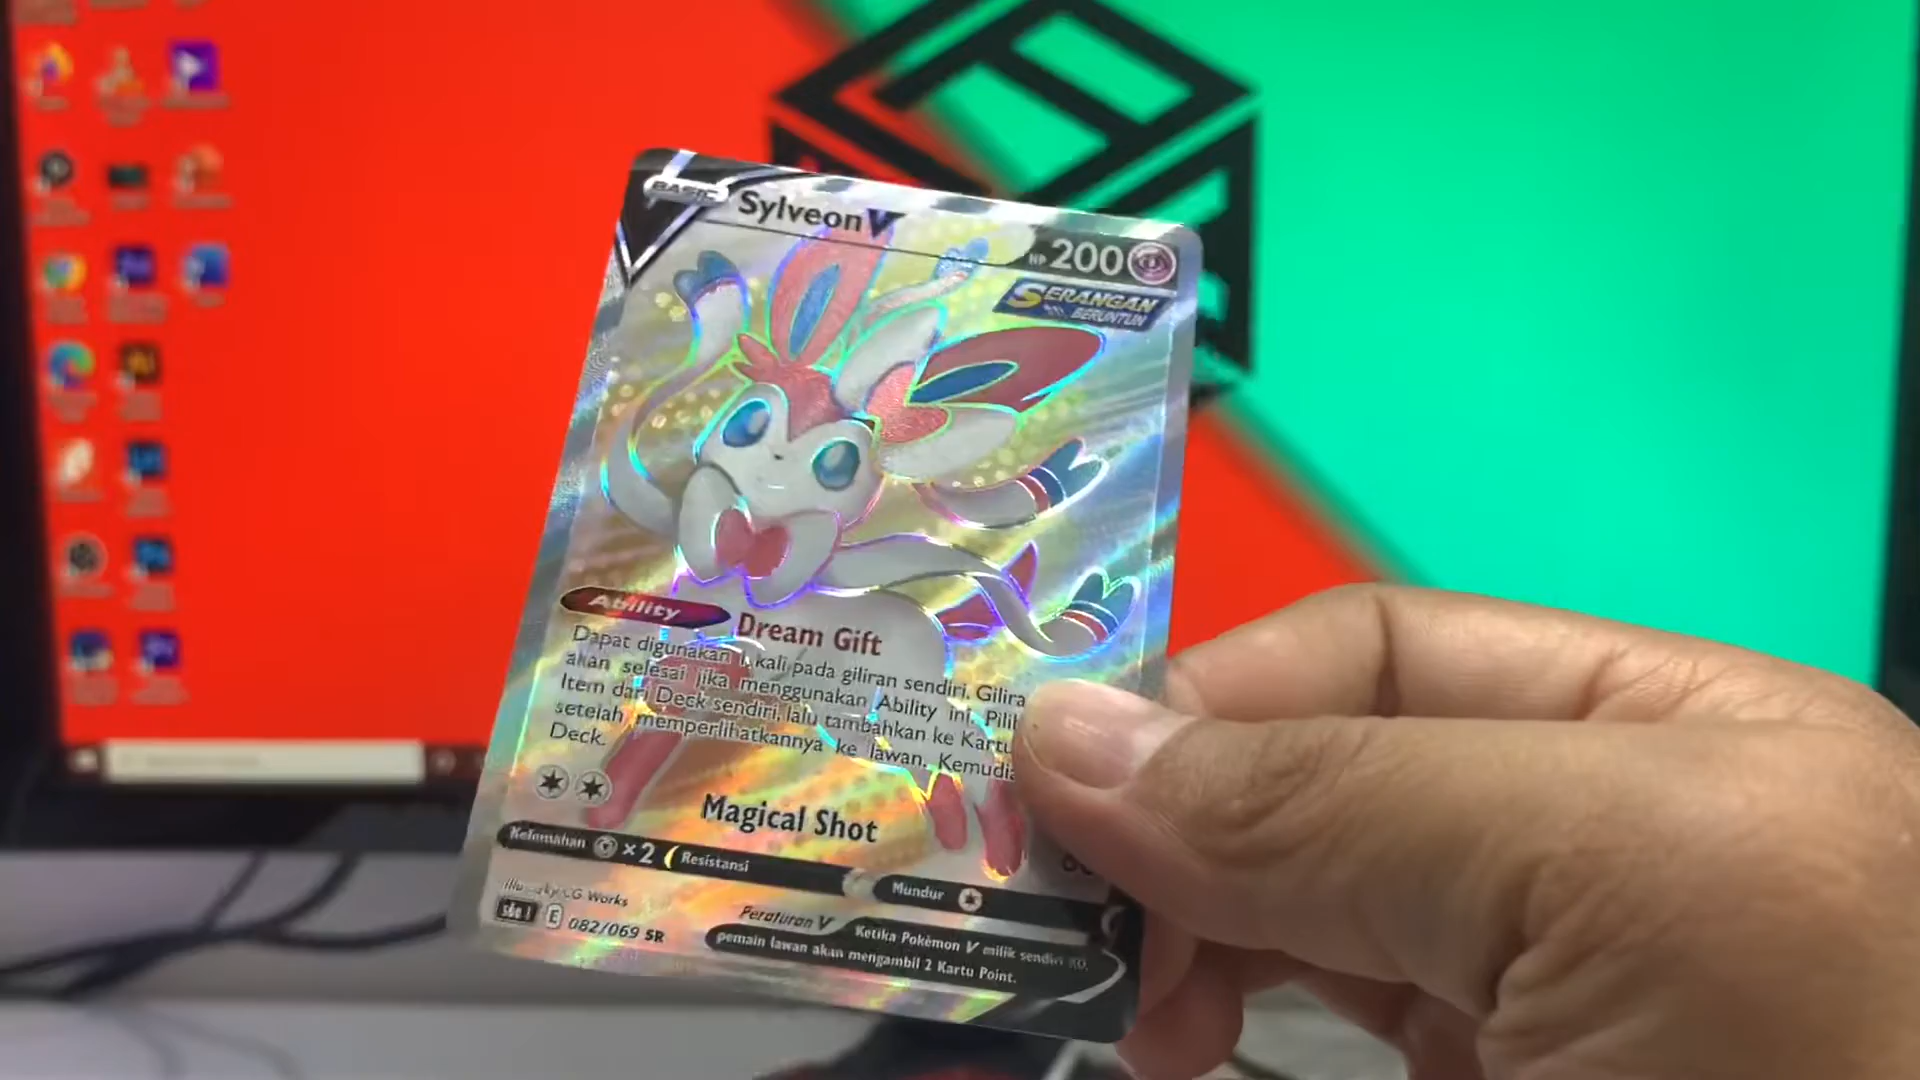 BASIC
Sylveon V
HP 200
SERANGAN
BERUNTUN
Ability Dream Gift
Dapat digunakan 1 kali pada giliran sendiri. Gilira
akan selesai jika menggunakan Ability ini. Pilih
Item dari Deck sendiri, lalu tambahkan ke Kartu
setelah memperlihatkannya ke lawan. Kemudia
Deck.
Magical Shot
Kelemahan ×2 Resistansi
Mundur
CG Works
E 082/069 SR
Peraturan V Ketika Pokémon V milik sendiri KO,
pemain lawan akan mengambil 2 Kartu Point.